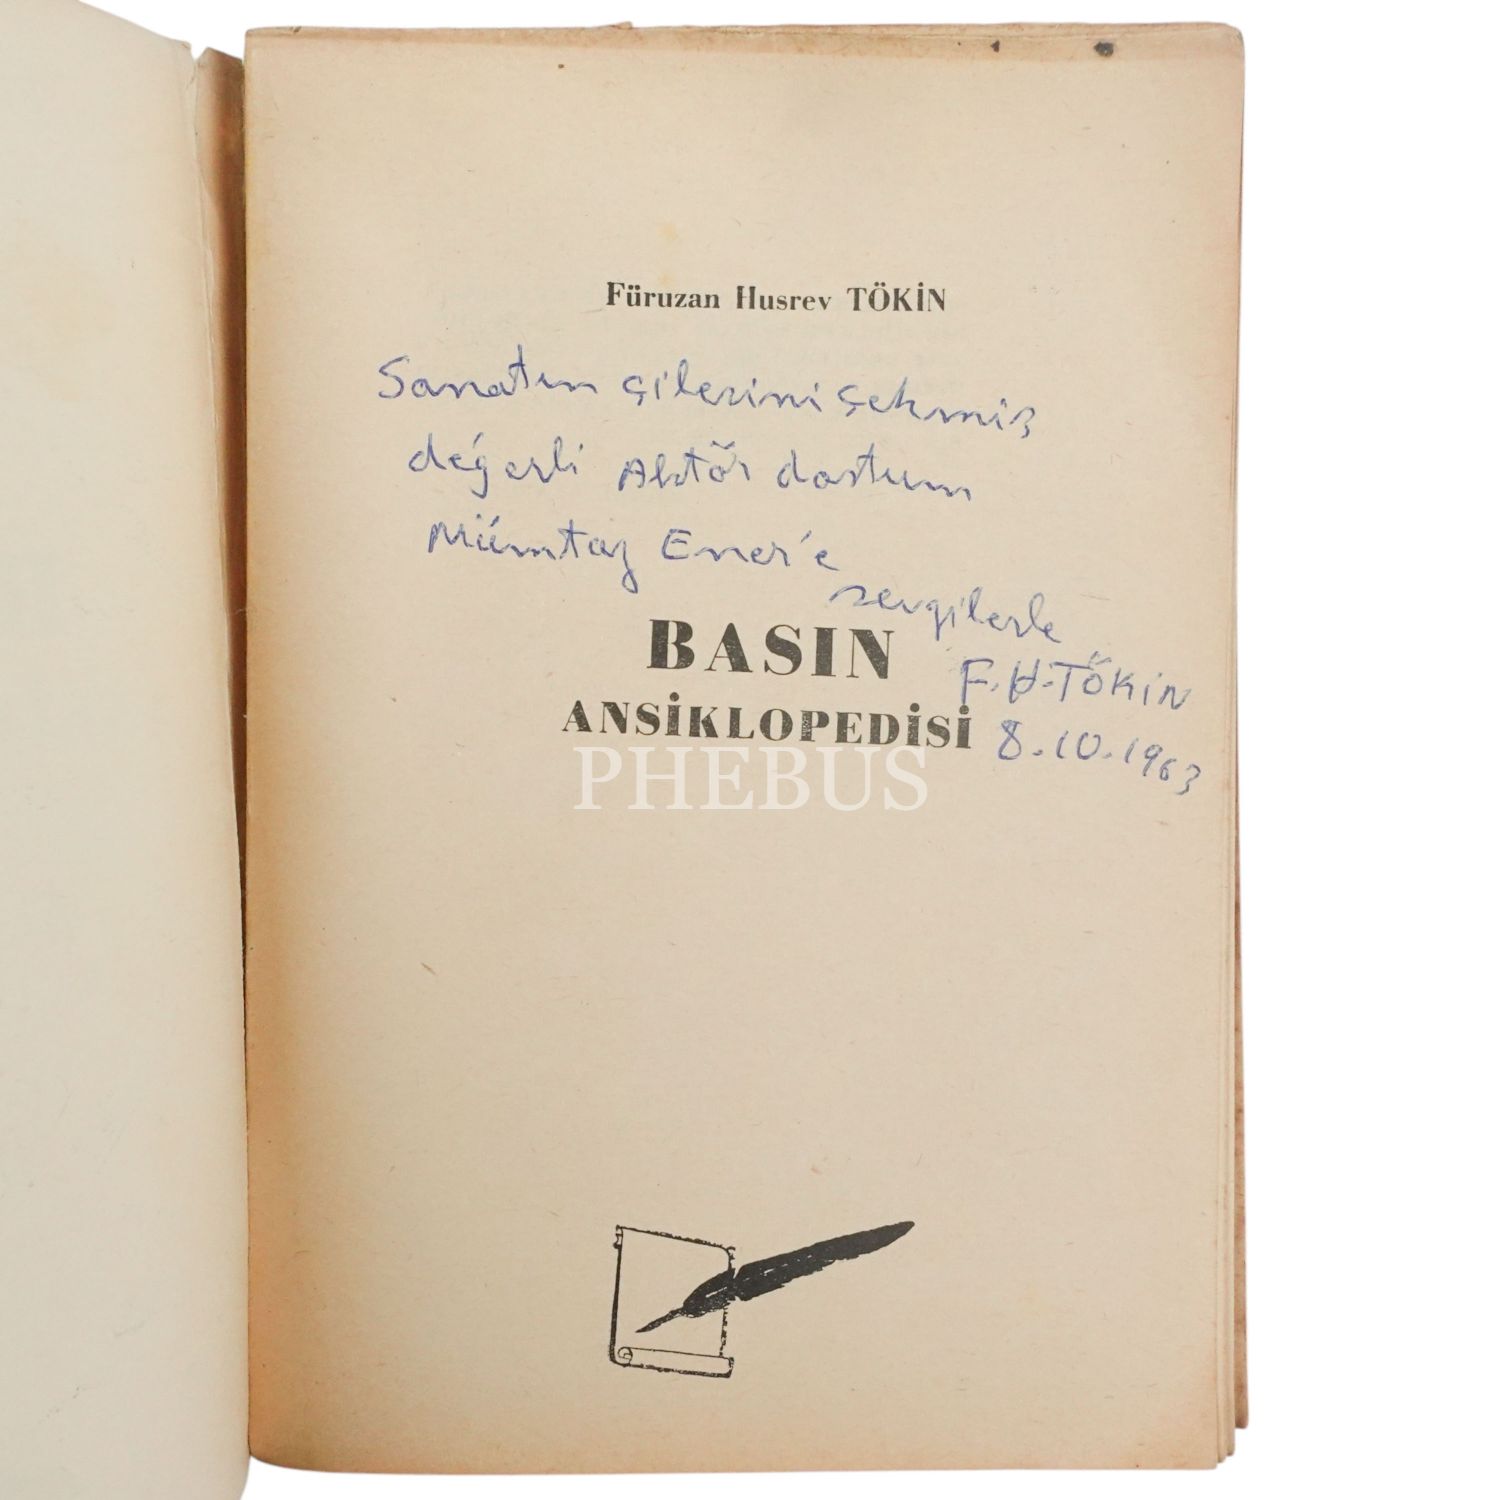 Füruzan Husrev TÖKİN
Sanatın çilerini çekmiş
değerli Aktör dostum
Mümtaz Ener'e
sevgilerle
BASIN
F.H.TÖKİN
ANSİKLOPEDİSİ
8.10.1963
PHEBUS